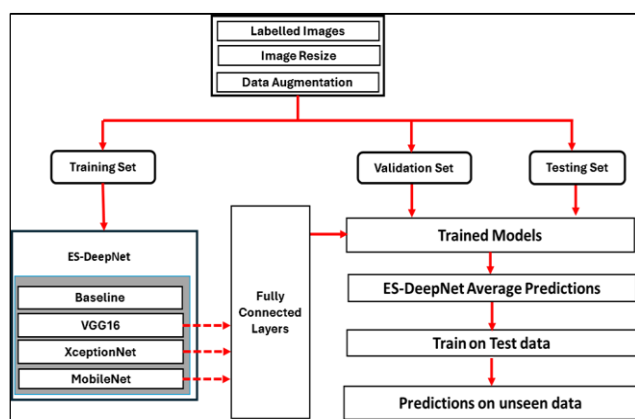 Labelled Images
Image Resize
Data Augmentation
Training Set
Validation Set
Testing Set
ES-DeepNet
Baseline
VGG16
XceptionNet
MobileNet
Fully
Connected
Layers
Trained Models
ES-DeepNet Average Predictions
Train on Test data
Predictions on unseen data